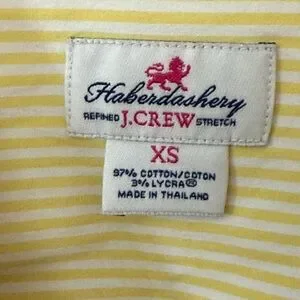 Haberdashery
REFINED J.CREW STRETCH
XS
97% COTTON/COTON
3% LYCRA®
MADE IN THAILAND